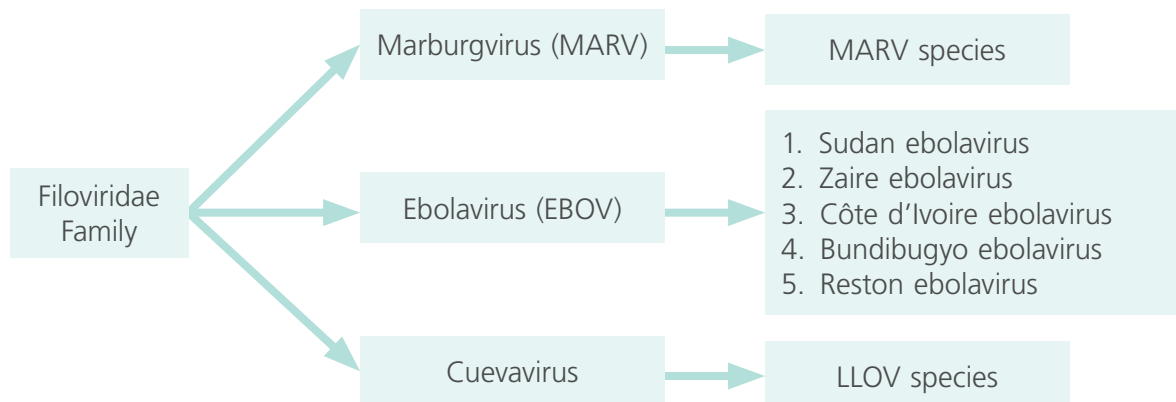 Filoviridae
Family
Marburgvirus (MARV)
MARV species
Ebolavirus (EBOV)
1. Sudan ebolavirus
2. Zaire ebolavirus
3. Côte d’Ivoire ebolavirus
4. Bundibugyo ebolavirus
5. Reston ebolavirus
Cuevavirus
LLOV species